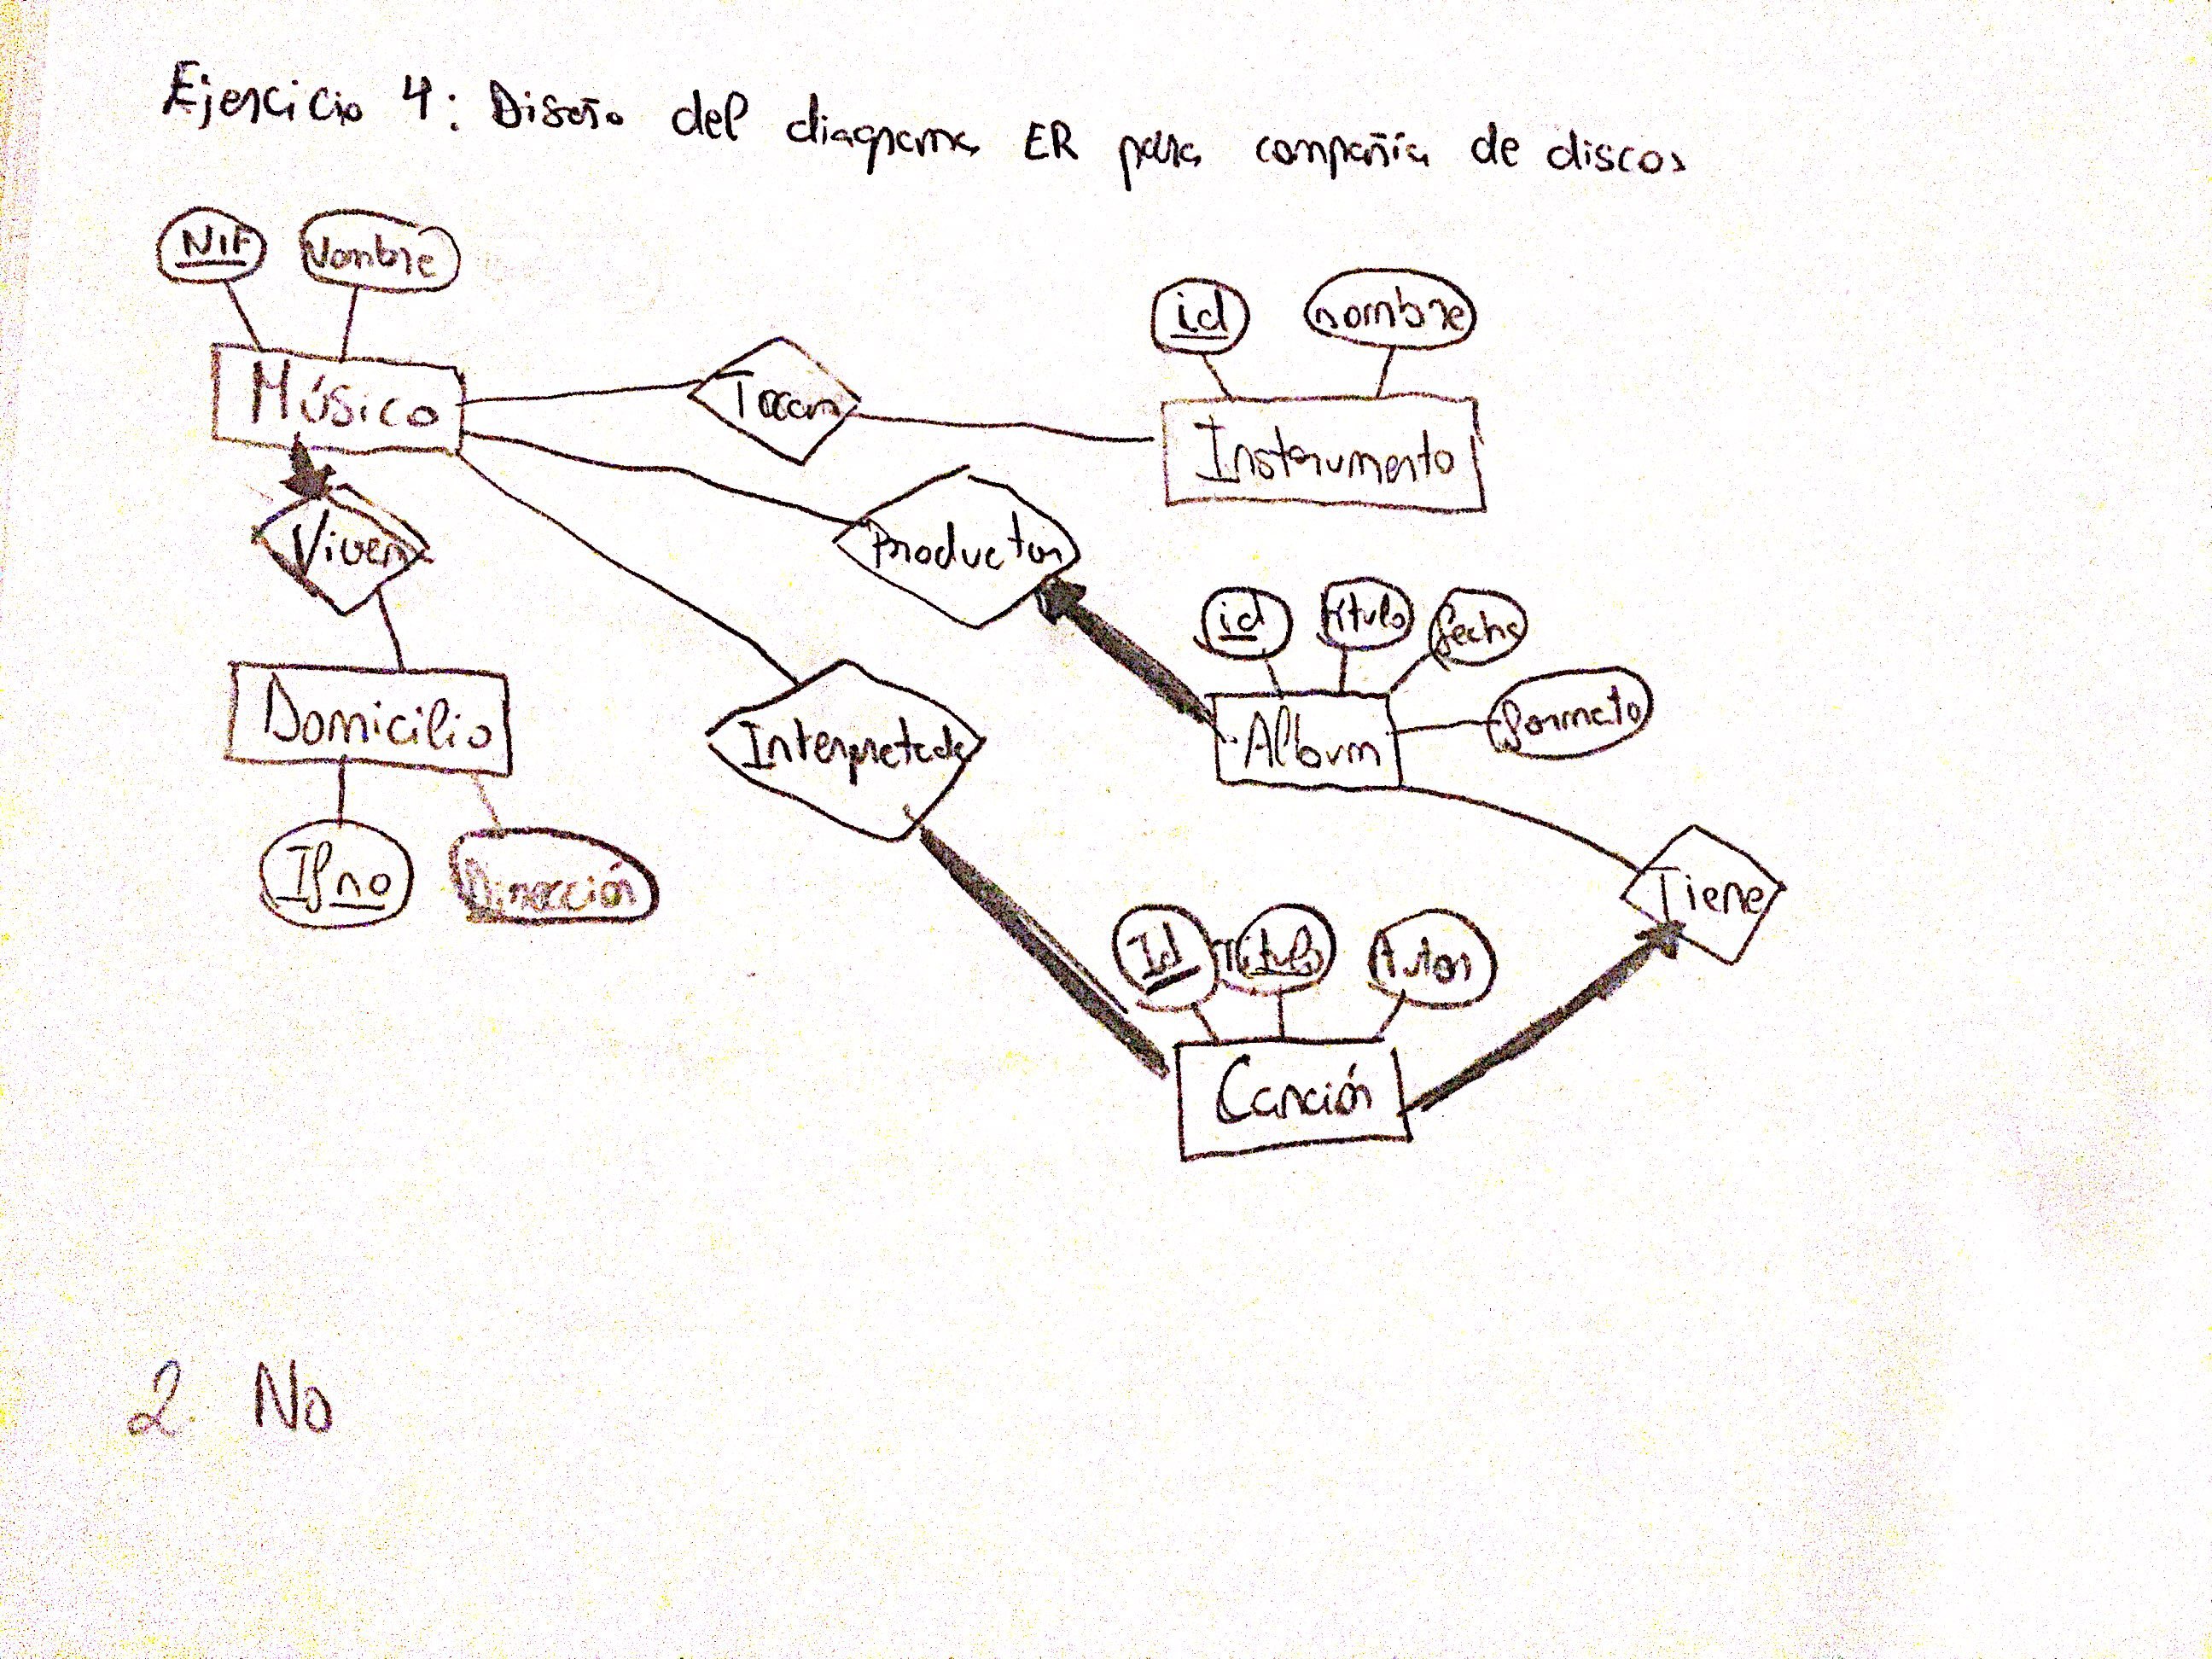 Ejercicio 4: Diseño del diagrama ER para compañía de discos
NIF Nombre
id nombre
Músico
Tocan
Instrumento
Viven
Productor
id título fecha
Domicilio
Interpretada
Album
formato
Tlfno Dirección
Tiene
Id Título Autor
Canción
2 No